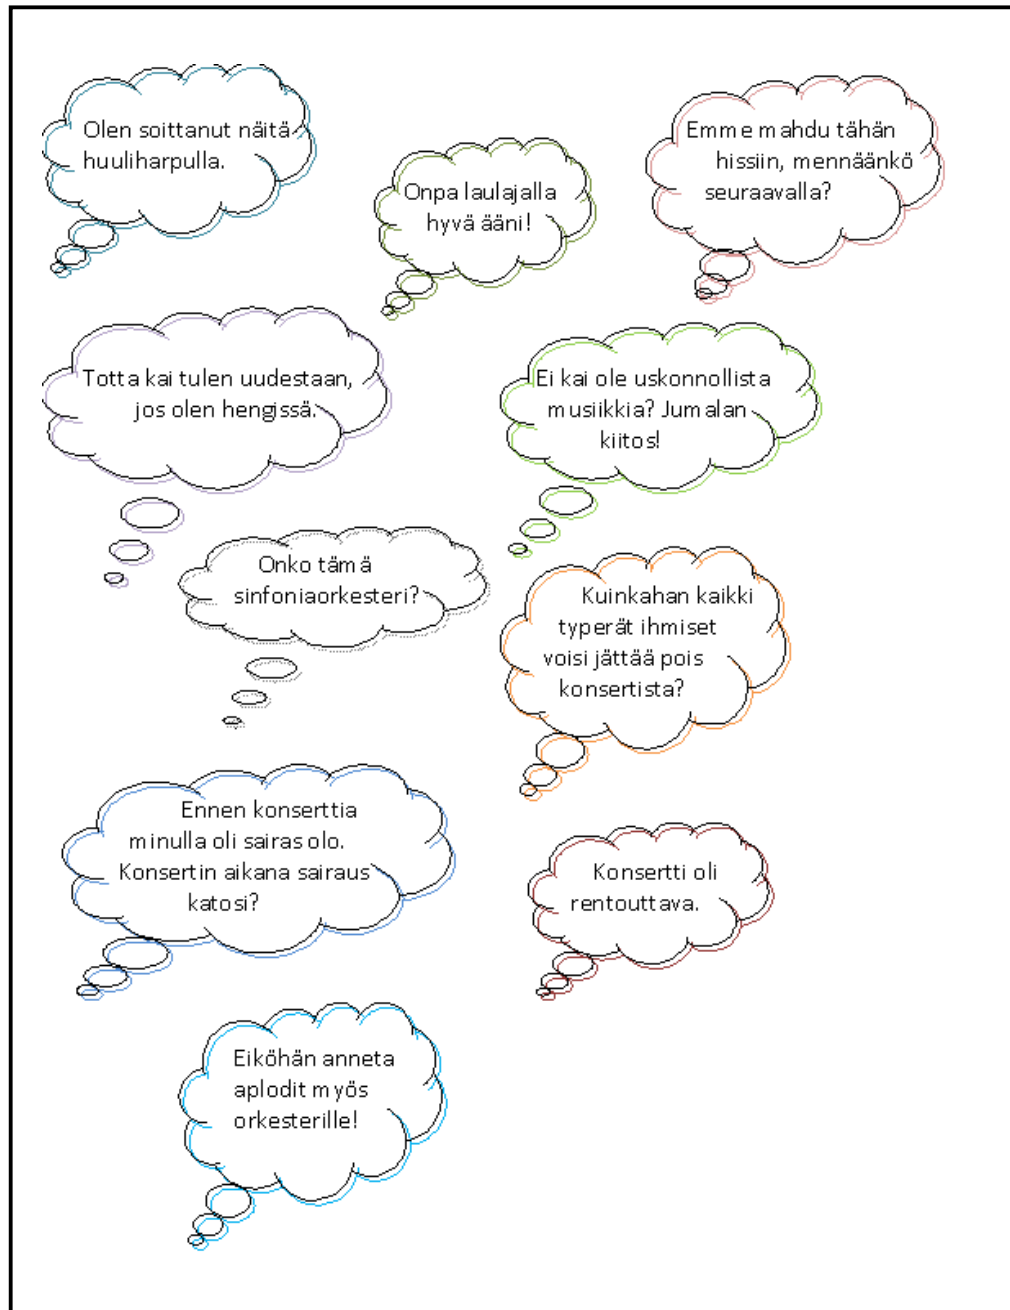 Olen soittanut näitä
huuliharpulla.
Onpa laulajalla
hyvä ääni!
Emme mahdu tähän
hissiin, mennäänkö
seuraavalla?
Totta kai tulen uudestaan,
jos olen hengissä.
Ei kai ole uskonnollista
musiikkia? Jumalan
kiitos!
Onko tämä
sinfoniaorkesteri?
Kuinkahan kaikki
typerät ihmiset
voisi jättää pois
konsertista?
Ennen konserttia
minulla oli sairas olo.
Konsertin aikana sairaus
katosi?
Konsertti oli
rentouttava.
Eiköhän anneta
aplodit myös
orkesterille!